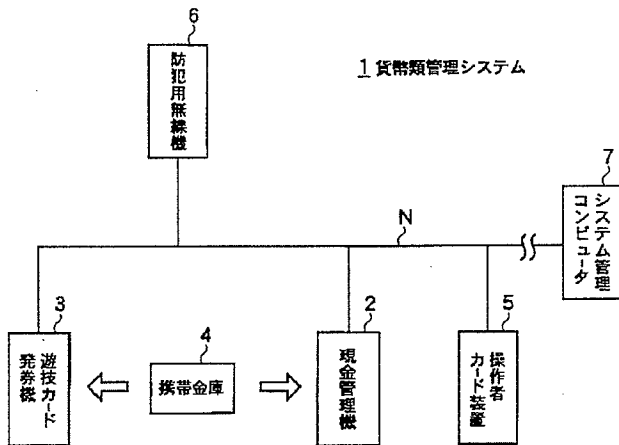 6
防犯用無線機
1 貨幣類管理システム
7
システム管理
コンピュータ
N
3
遊技カード
発券機
4
携帯金庫
2
現金管理機
5
操作者
カード装置